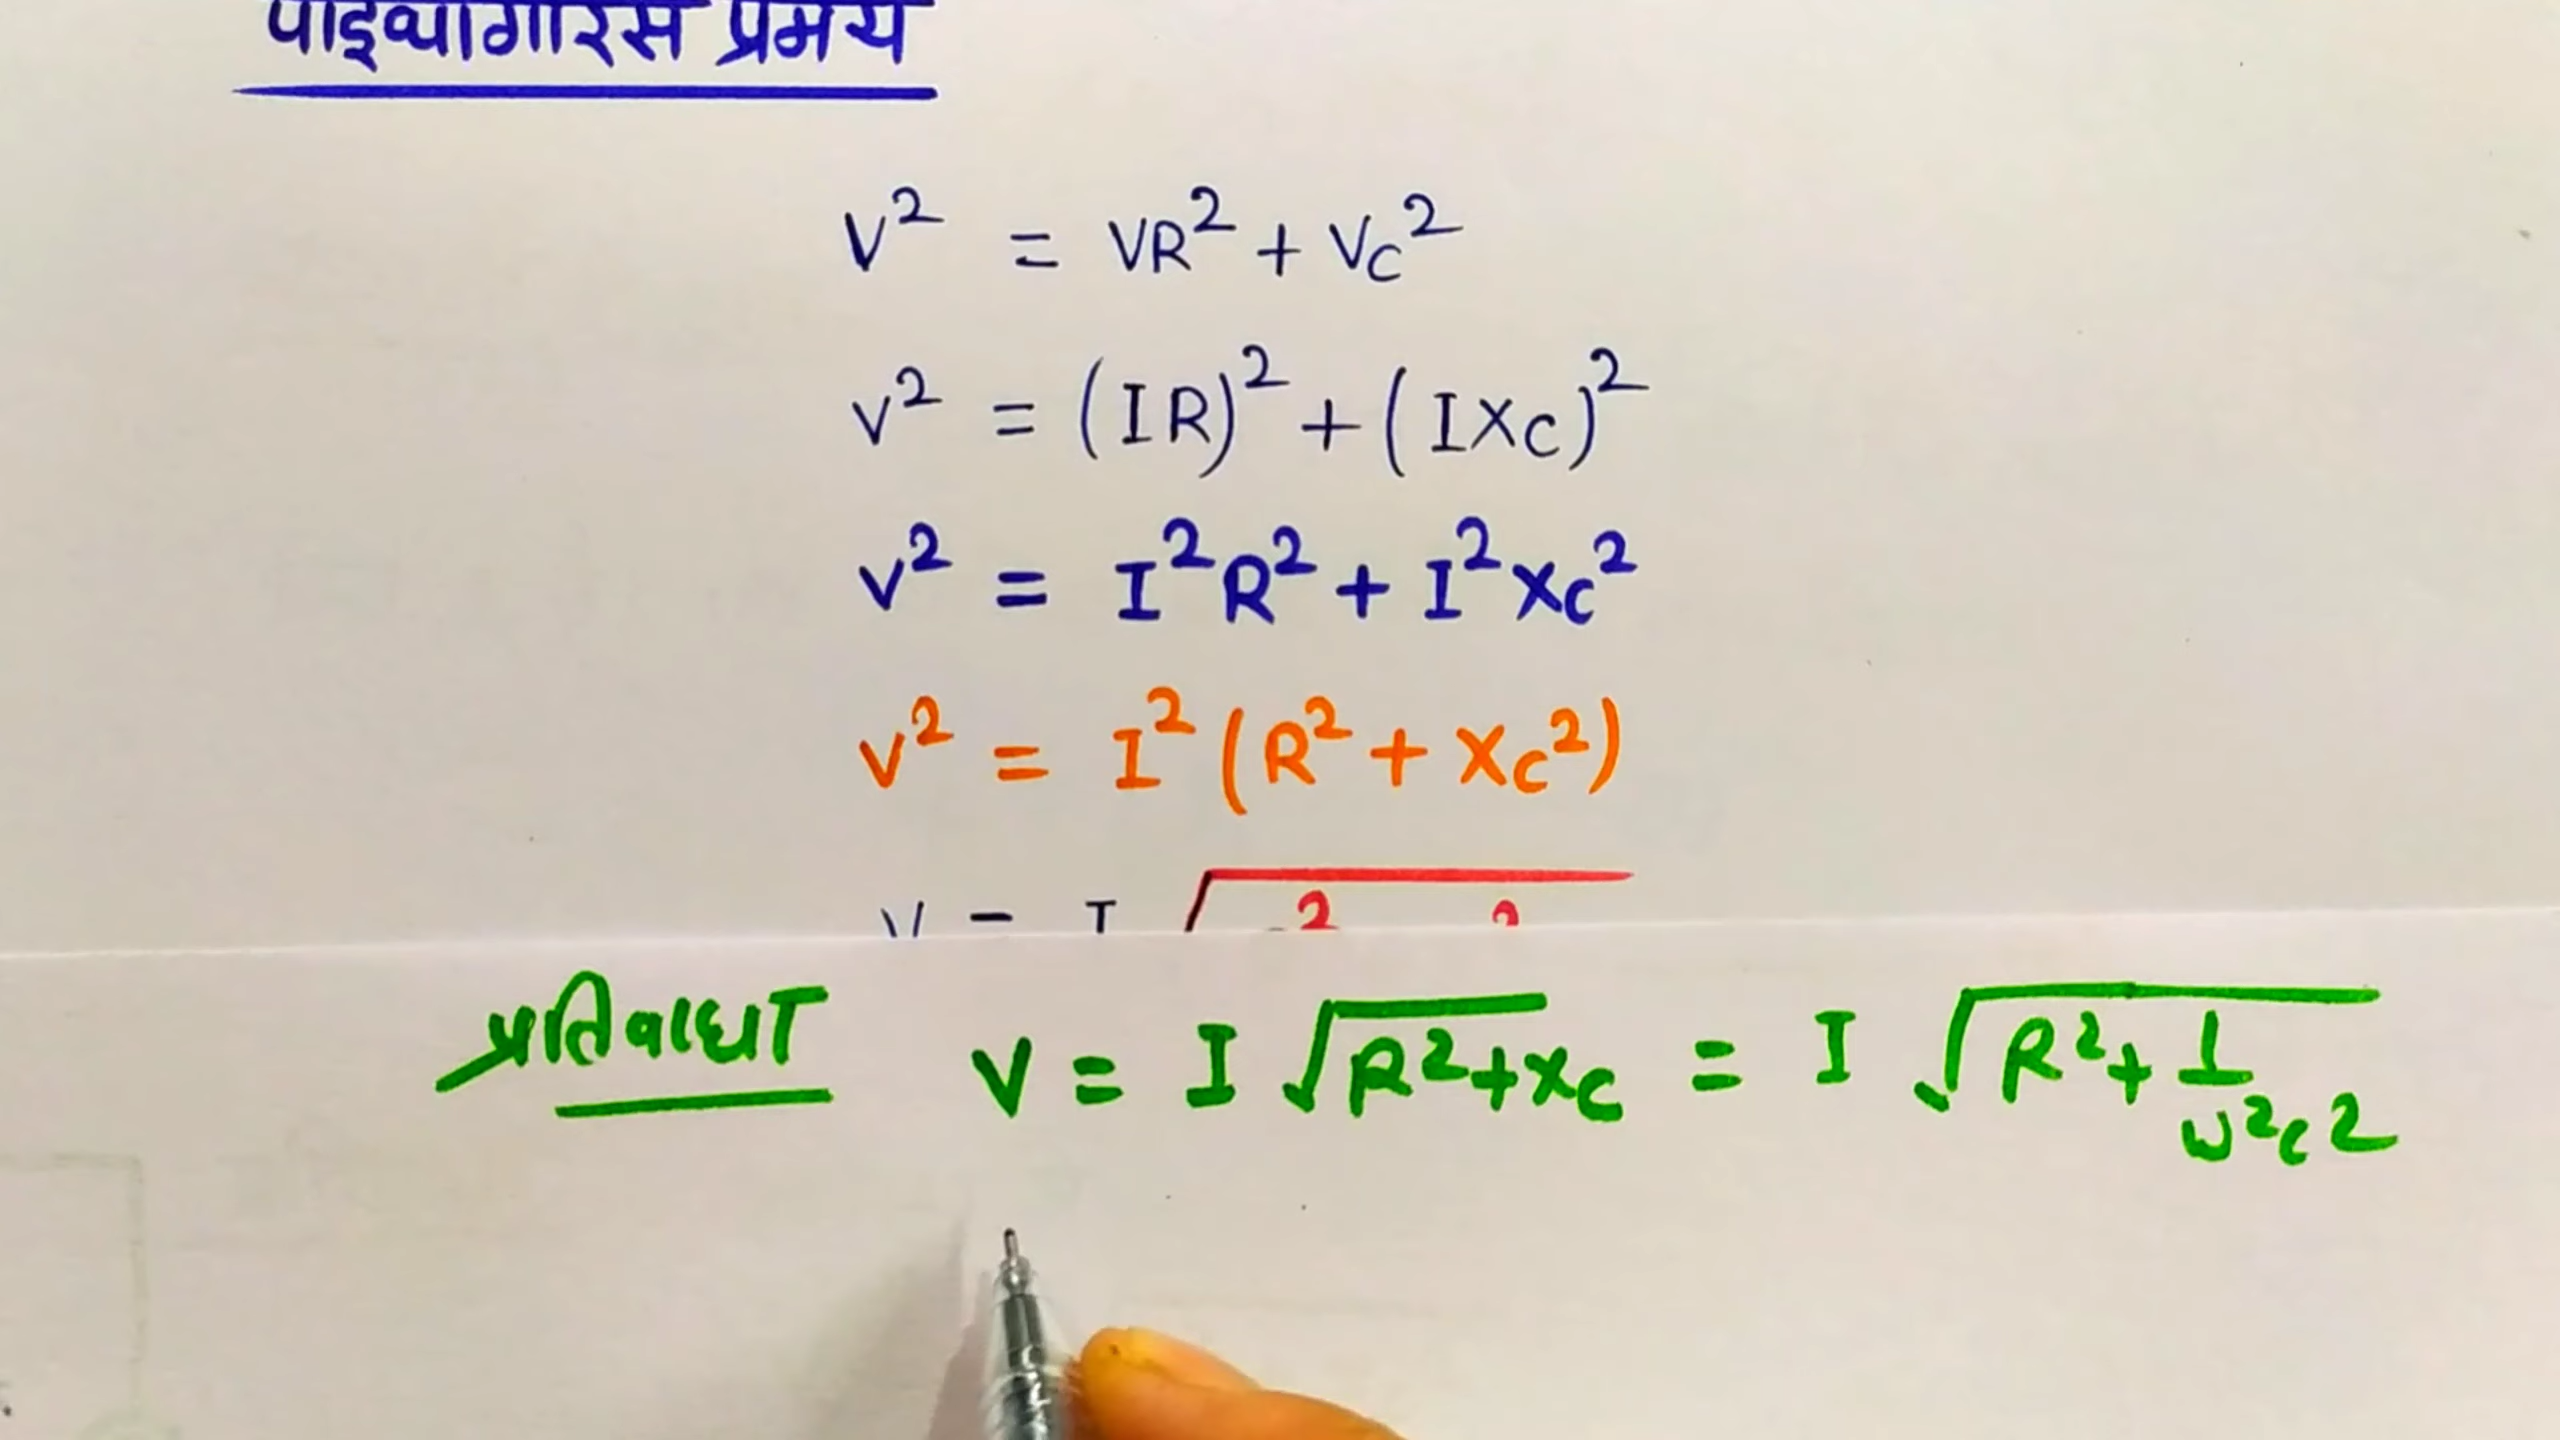 पाइथागोरस प्रमेय
V² = VR² + Vc²
V² = (IR)² + (IXc)²
V² = I²R² + I²Xc²
V² = I² (R² + Xc²)
प्रतिबाधा V = I √R²+Xc = I √R²+1/ω²c²